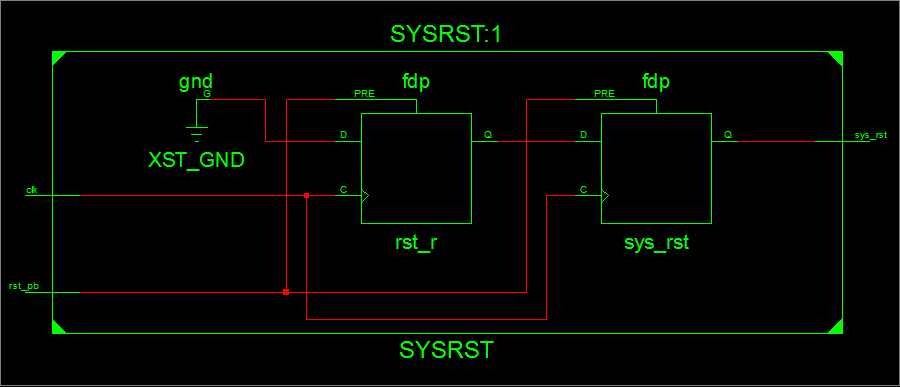 SYSRST:1
gnd
fdp
fdp
G
PRE
PRE
D
Q
D
Q
sys_rst
XST_GND
clk
C
C
rst_r
sys_rst
rst_pb
SYSRST